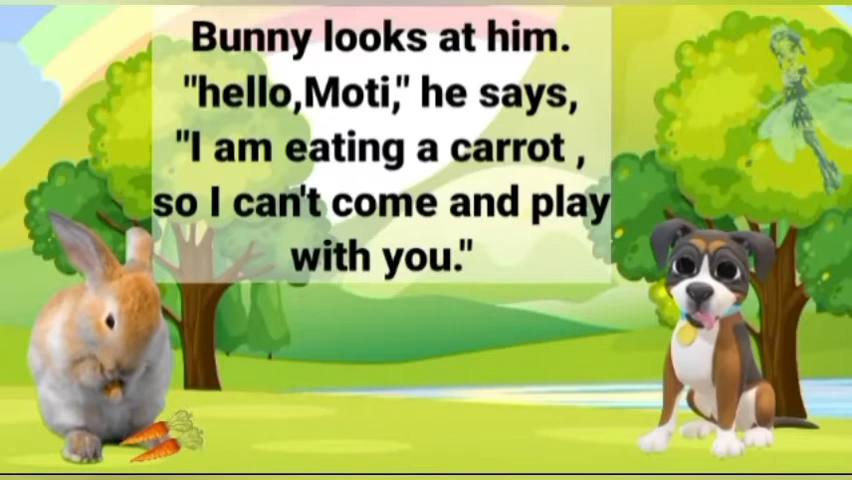 Bunny looks at him.
"hello,Moti," he says,
"I am eating a carrot ,
so I can't come and play
with you."